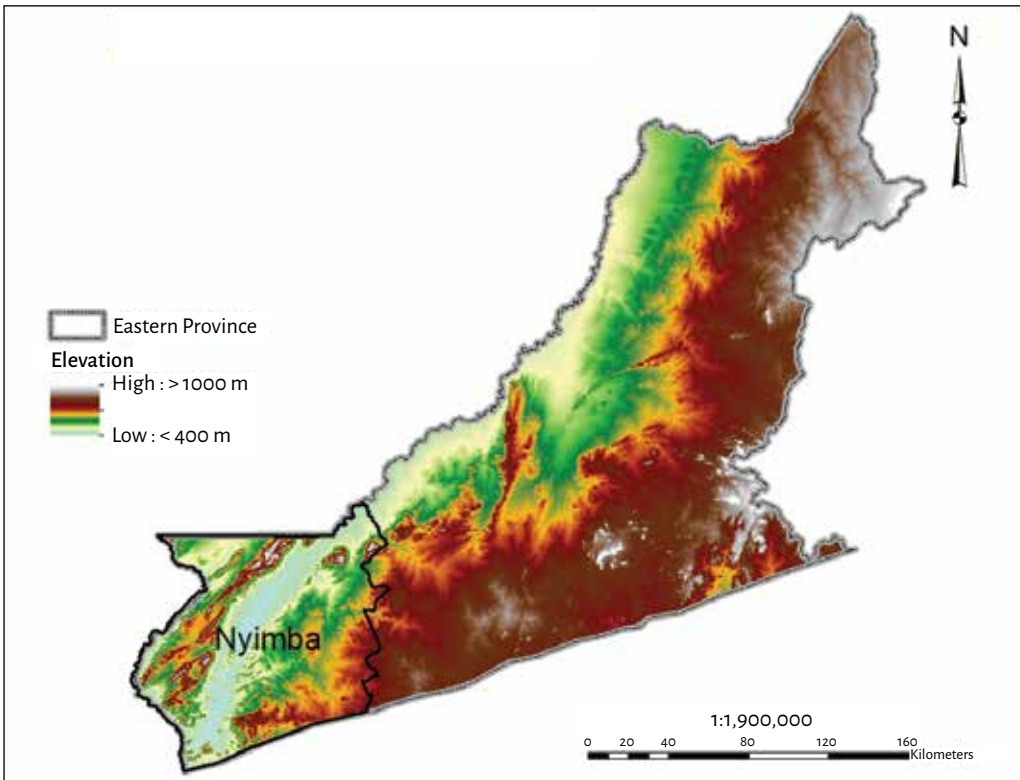 N
Eastern Province
Elevation
High : > 1000 m
Low : < 400 m
Nyimba
1:1,900,000
0 20 40 80 120 160
Kilometers